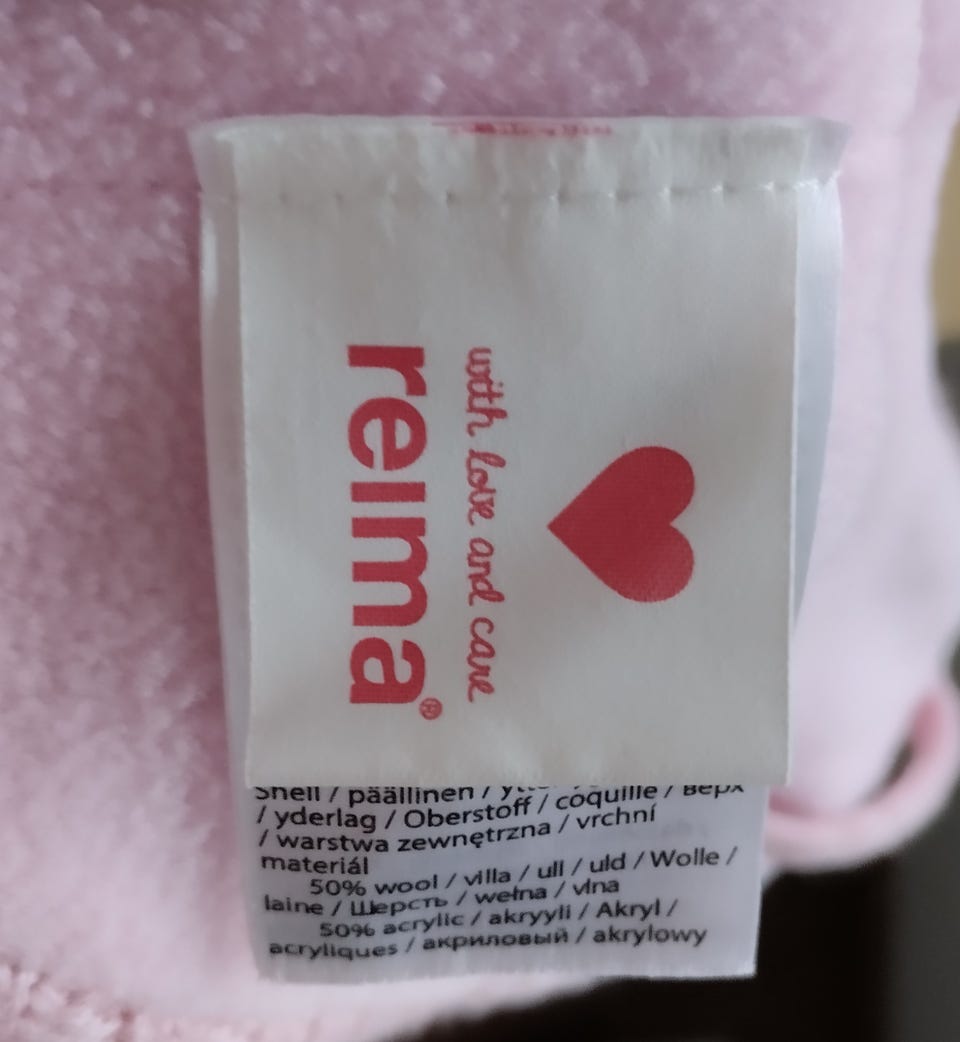 with love and care
reima®
Shell / päällinen /
/ yderlag / Oberstoff / coquille / верх
/ warstwa zewnętrzna / vrchní
materiál
50% wool / villa / ull / uld / Wolle /
laine / Шерсть / wełna / vlna
50% acrylic / akryyli / Akryl /
acryliques / акриловый / akrylowy